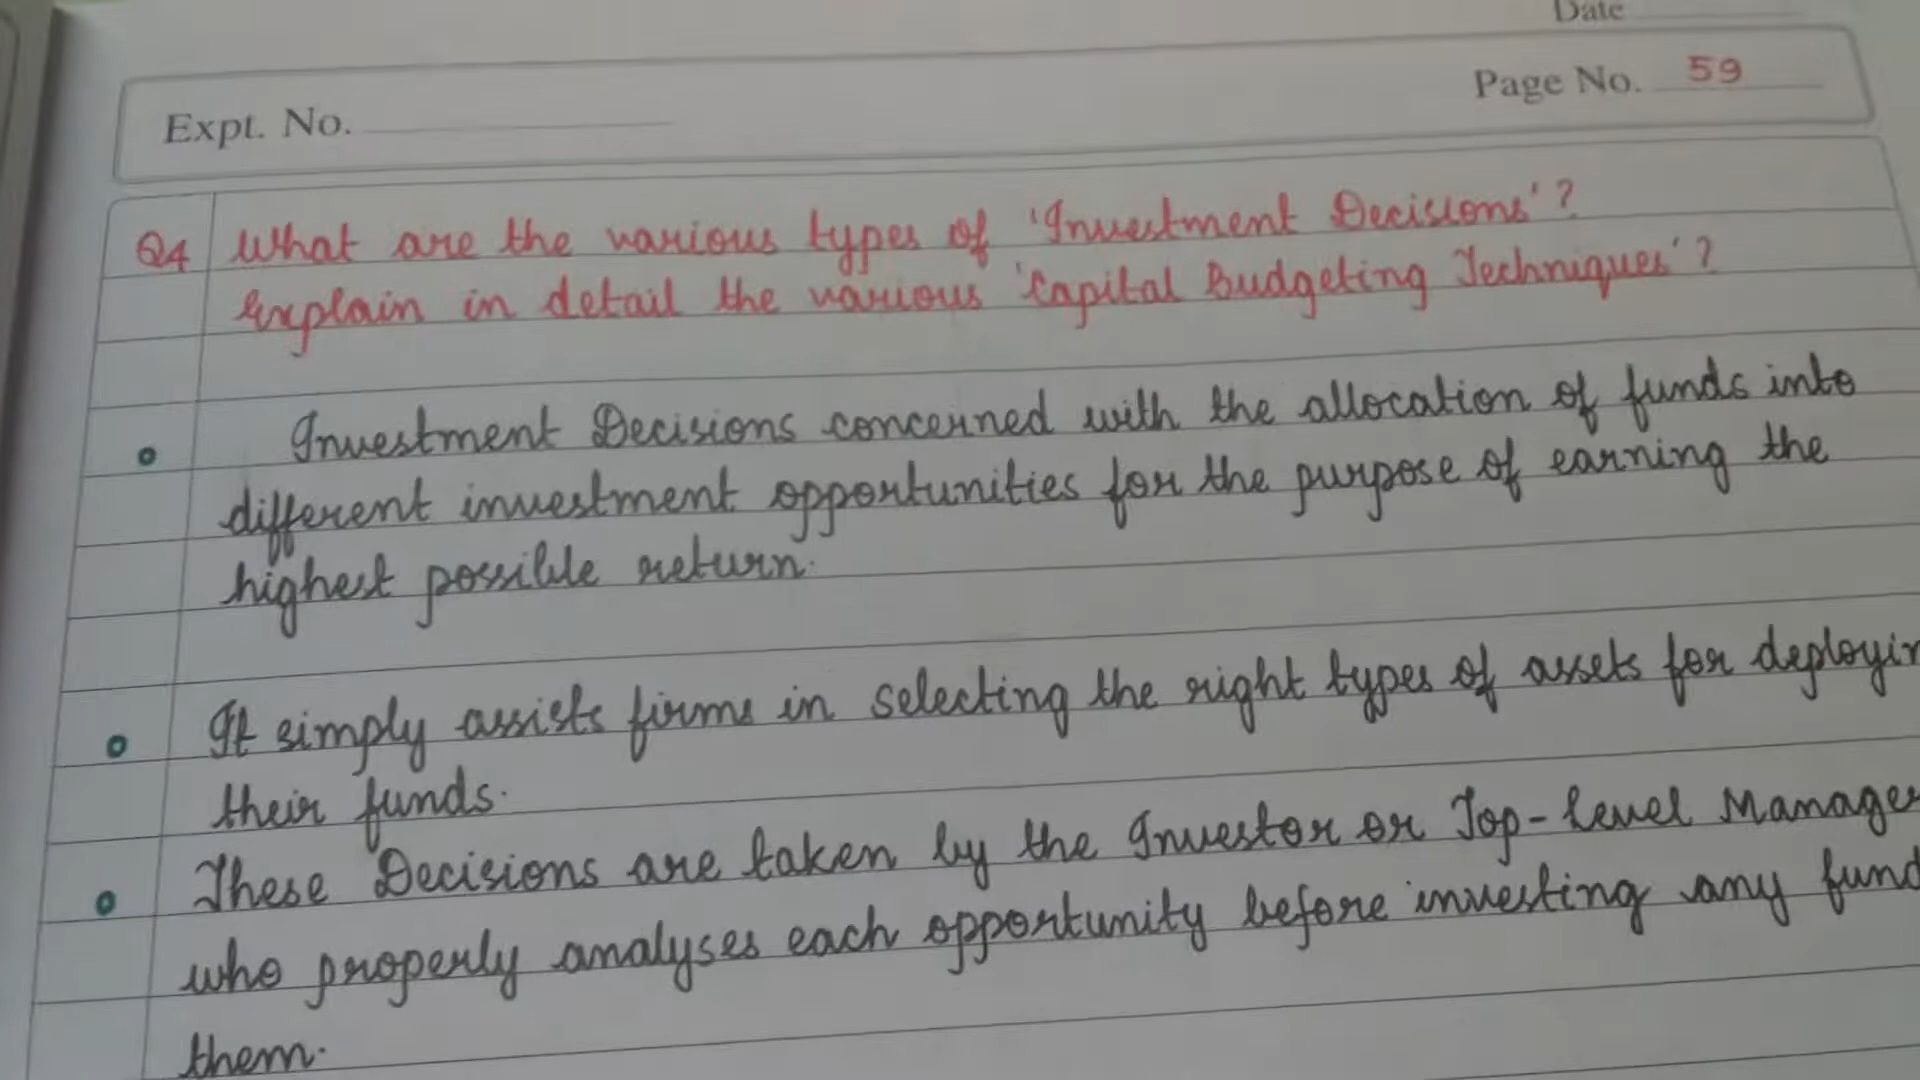 Date
Page No. 59
Expt. No.
Q4 What are the various types of 'Investment Decisions'?
Explain in detail the various 'Capital Budgeting Techniques'?
Investment Decisions concerned with the allocation of funds into
different investment opportunities for the purpose of earning the
highest possible return.
It simply assists firms in selecting the right types of assets for deployin
their funds.
These Decisions are taken by the Investor or Top-level Manager
who properly analyses each opportunity before investing any fund
them.